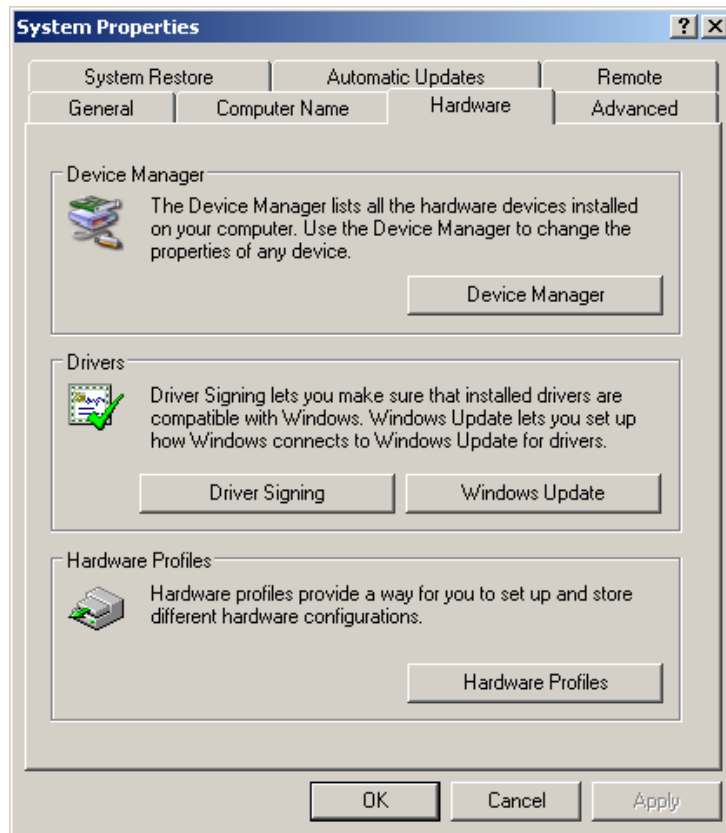 System Properties
System Restore
Automatic Updates
Remote
General
Computer Name
Hardware
Advanced
Device Manager
The Device Manager lists all the hardware devices installed
on your computer. Use the Device Manager to change the
properties of any device.
Device Manager
Drivers
Driver Signing lets you make sure that installed drivers are
compatible with Windows. Windows Update lets you set up
how Windows connects to Windows Update for drivers.
Driver Signing
Windows Update
Hardware Profiles
Hardware profiles provide a way for you to set up and store
different hardware configurations.
Hardware Profiles
OK
Cancel
Apply